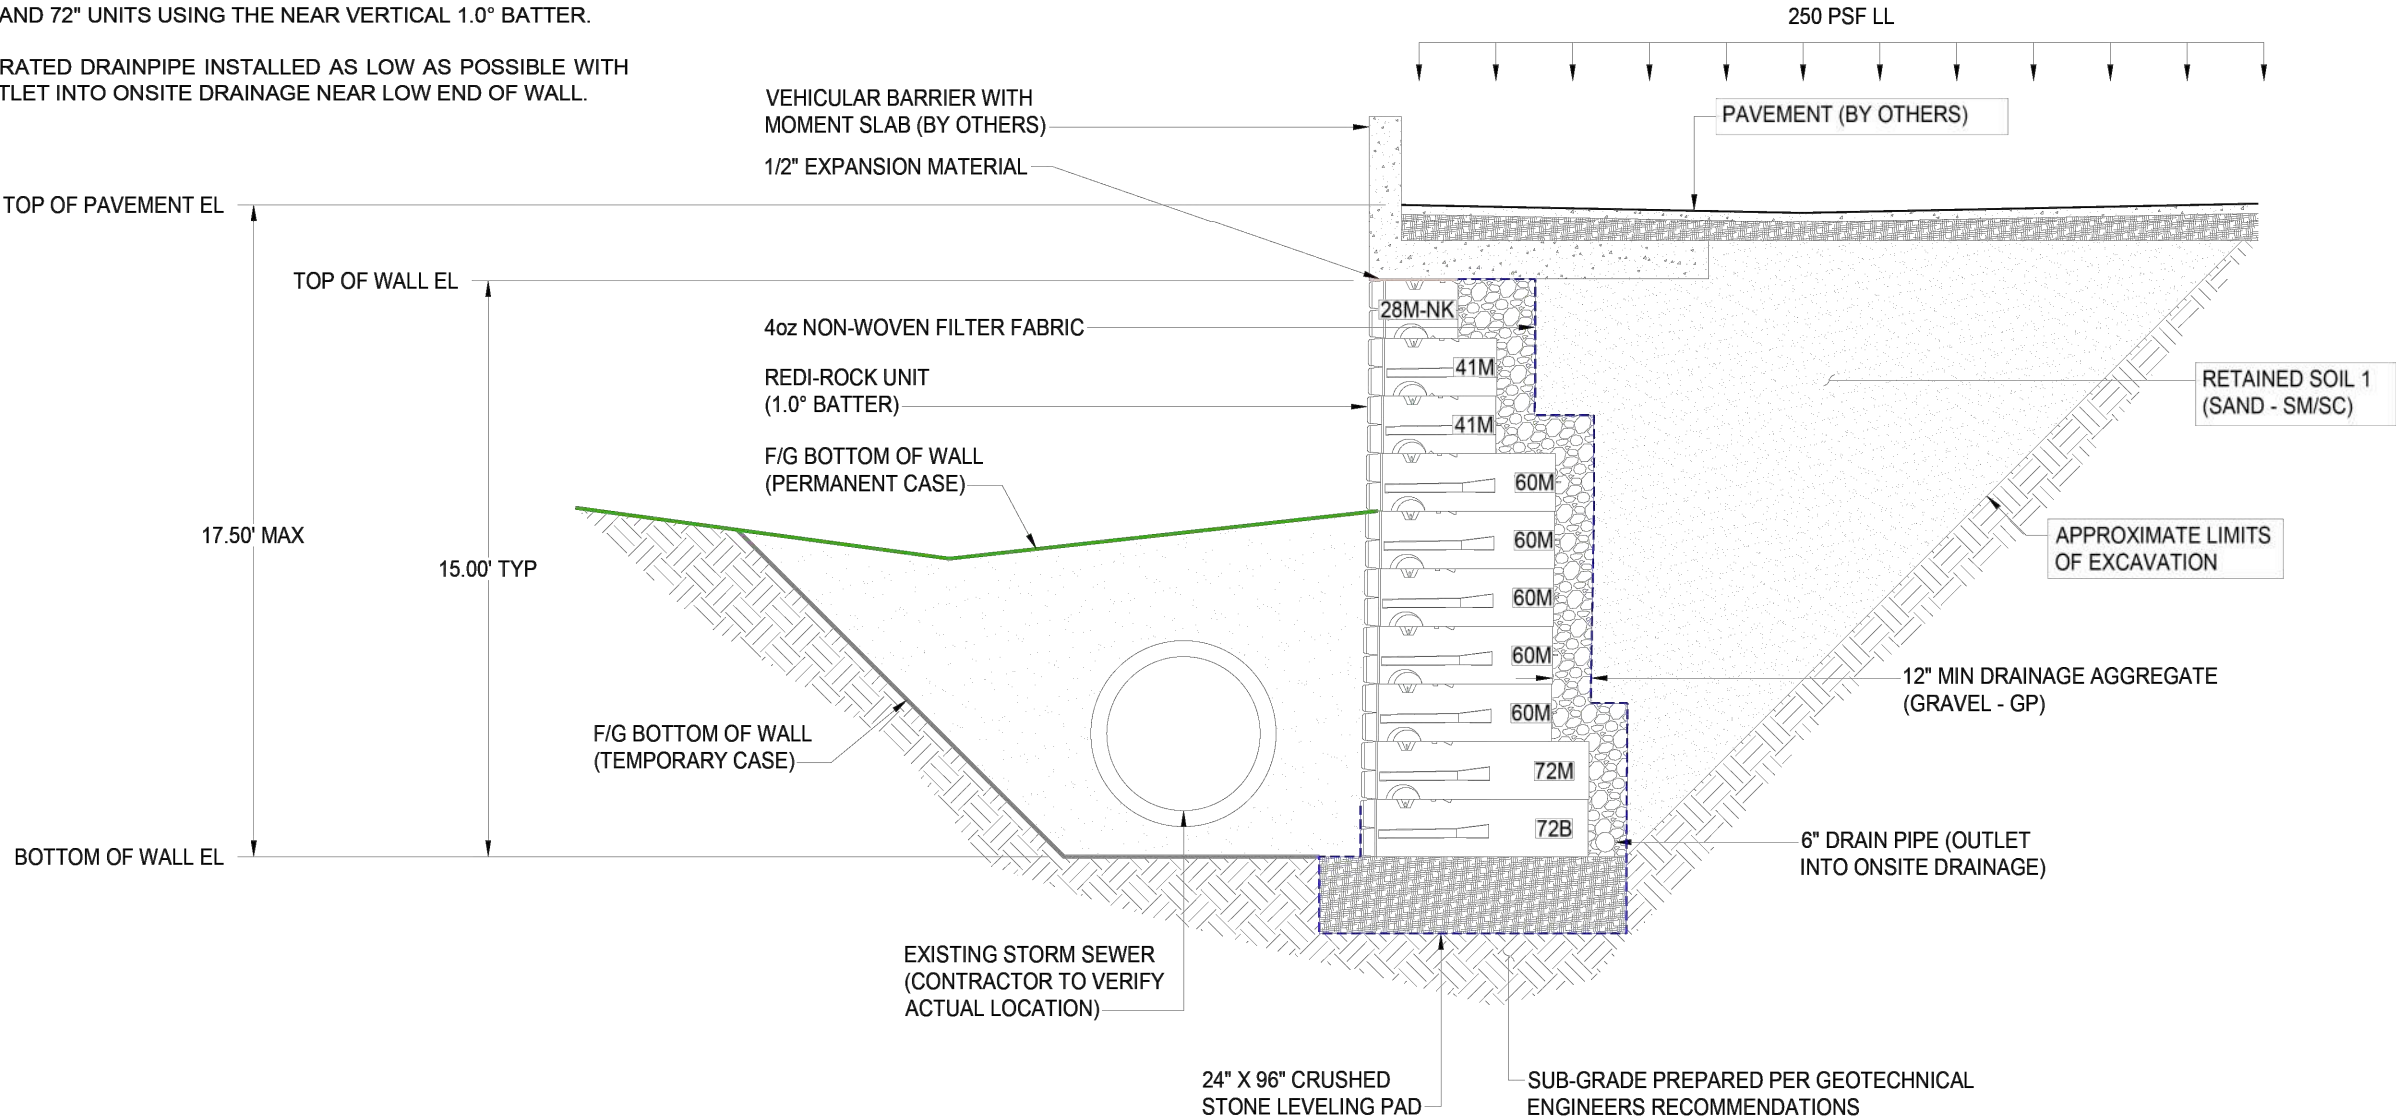 AND 72" UNITS USING THE NEAR VERTICAL 1.0° BATTER.
RATED DRAINPIPE INSTALLED AS LOW AS POSSIBLE WITH
TLET INTO ONSITE DRAINAGE NEAR LOW END OF WALL.
250 PSF LL
VEHICULAR BARRIER WITH
MOMENT SLAB (BY OTHERS)
PAVEMENT (BY OTHERS)
1/2" EXPANSION MATERIAL
TOP OF PAVEMENT EL
TOP OF WALL EL
28M-NK
4oz NON-WOVEN FILTER FABRIC
41M
REDI-ROCK UNIT
(1.0° BATTER)
RETAINED SOIL 1
(SAND - SM/SC)
41M
F/G BOTTOM OF WALL
(PERMANENT CASE)
60M
17.50' MAX
60M
APPROXIMATE LIMITS
OF EXCAVATION
15.00' TYP
60M
60M
12" MIN DRAINAGE AGGREGATE
(GRAVEL - GP)
60M
F/G BOTTOM OF WALL
(TEMPORARY CASE)
72M
72B
6" DRAIN PIPE (OUTLET
INTO ONSITE DRAINAGE)
BOTTOM OF WALL EL
EXISTING STORM SEWER
(CONTRACTOR TO VERIFY
ACTUAL LOCATION)
24" X 96" CRUSHED
STONE LEVELING PAD
SUB-GRADE PREPARED PER GEOTECHNICAL
ENGINEERS RECOMMENDATIONS